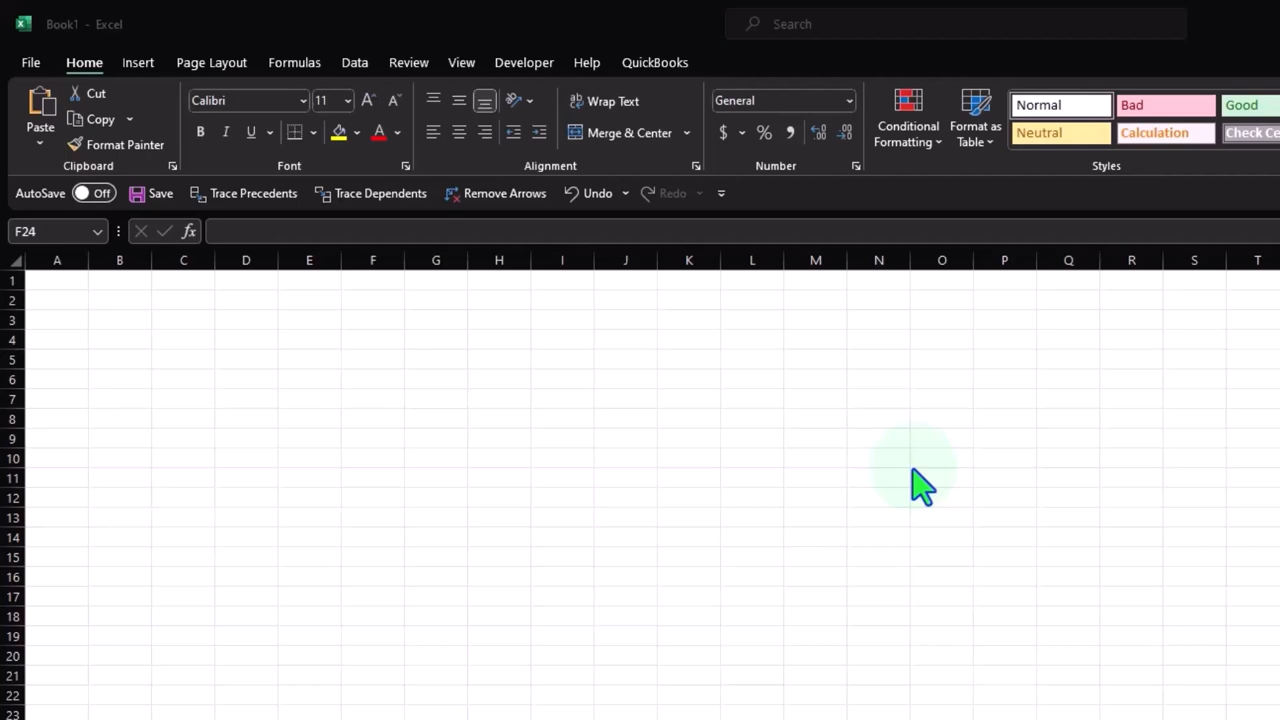 Book1 - Excel
Search
File Home Insert Page Layout Formulas Data Review View Developer Help QuickBooks
Paste
Cut
Copy
Format Painter
Clipboard
Calibri 11
B I U
Font
Wrap Text
Merge & Center
Alignment
General
$ % 9
Number
Conditional
Formatting
Format as
Table
Normal Bad Good
Neutral Calculation Check Ce
Styles
AutoSave Off Save Trace Precedents Trace Dependents Remove Arrows Undo Redo
F24 fx
A B C D E F G H I J K L M N O P Q R S T
1
2
3
4
5
6
7
8
9
10
11
12
13
14
15
16
17
18
19
20
21
22
23